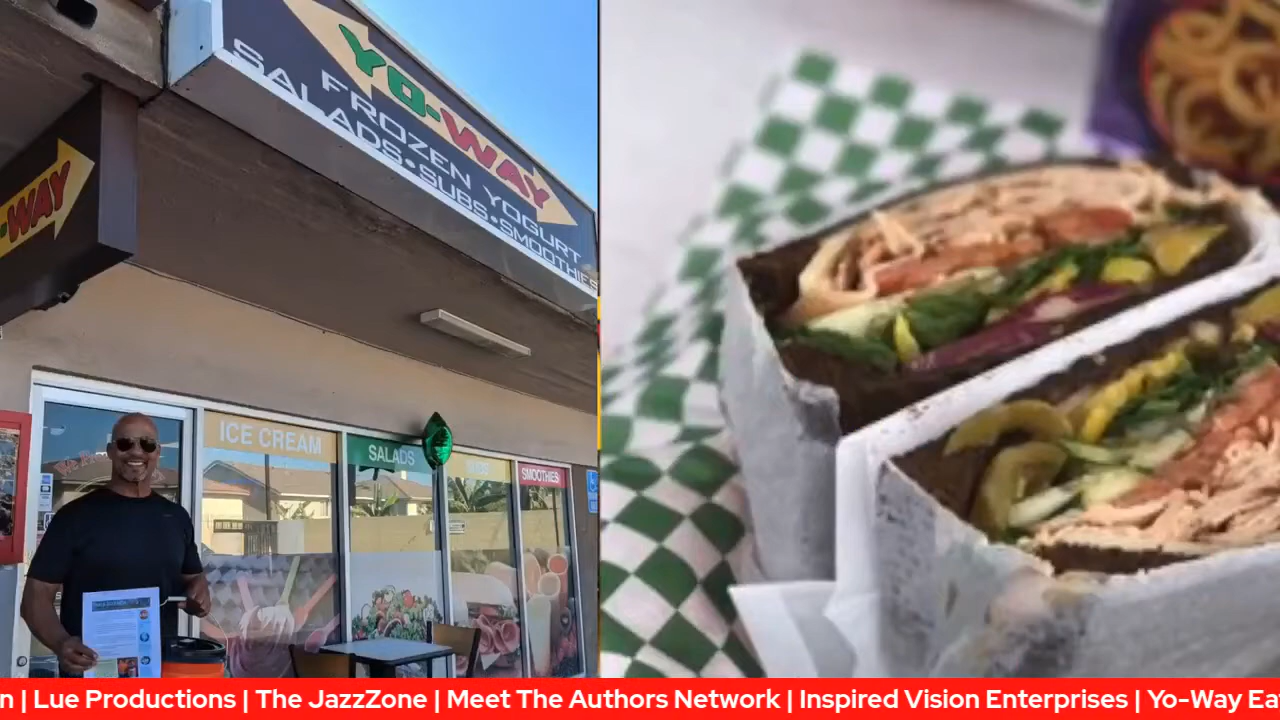 YO-WAY
FROZEN YOGURT
SALADS•SUBS•SMOOTHIES
-WAY
ICE CREAM
SALADS
SUBS
SMOOTHIES
n | Lue Productions | The JazzZone | Meet The Authors Network | Inspired Vision Enterprises | Yo-Way Ea